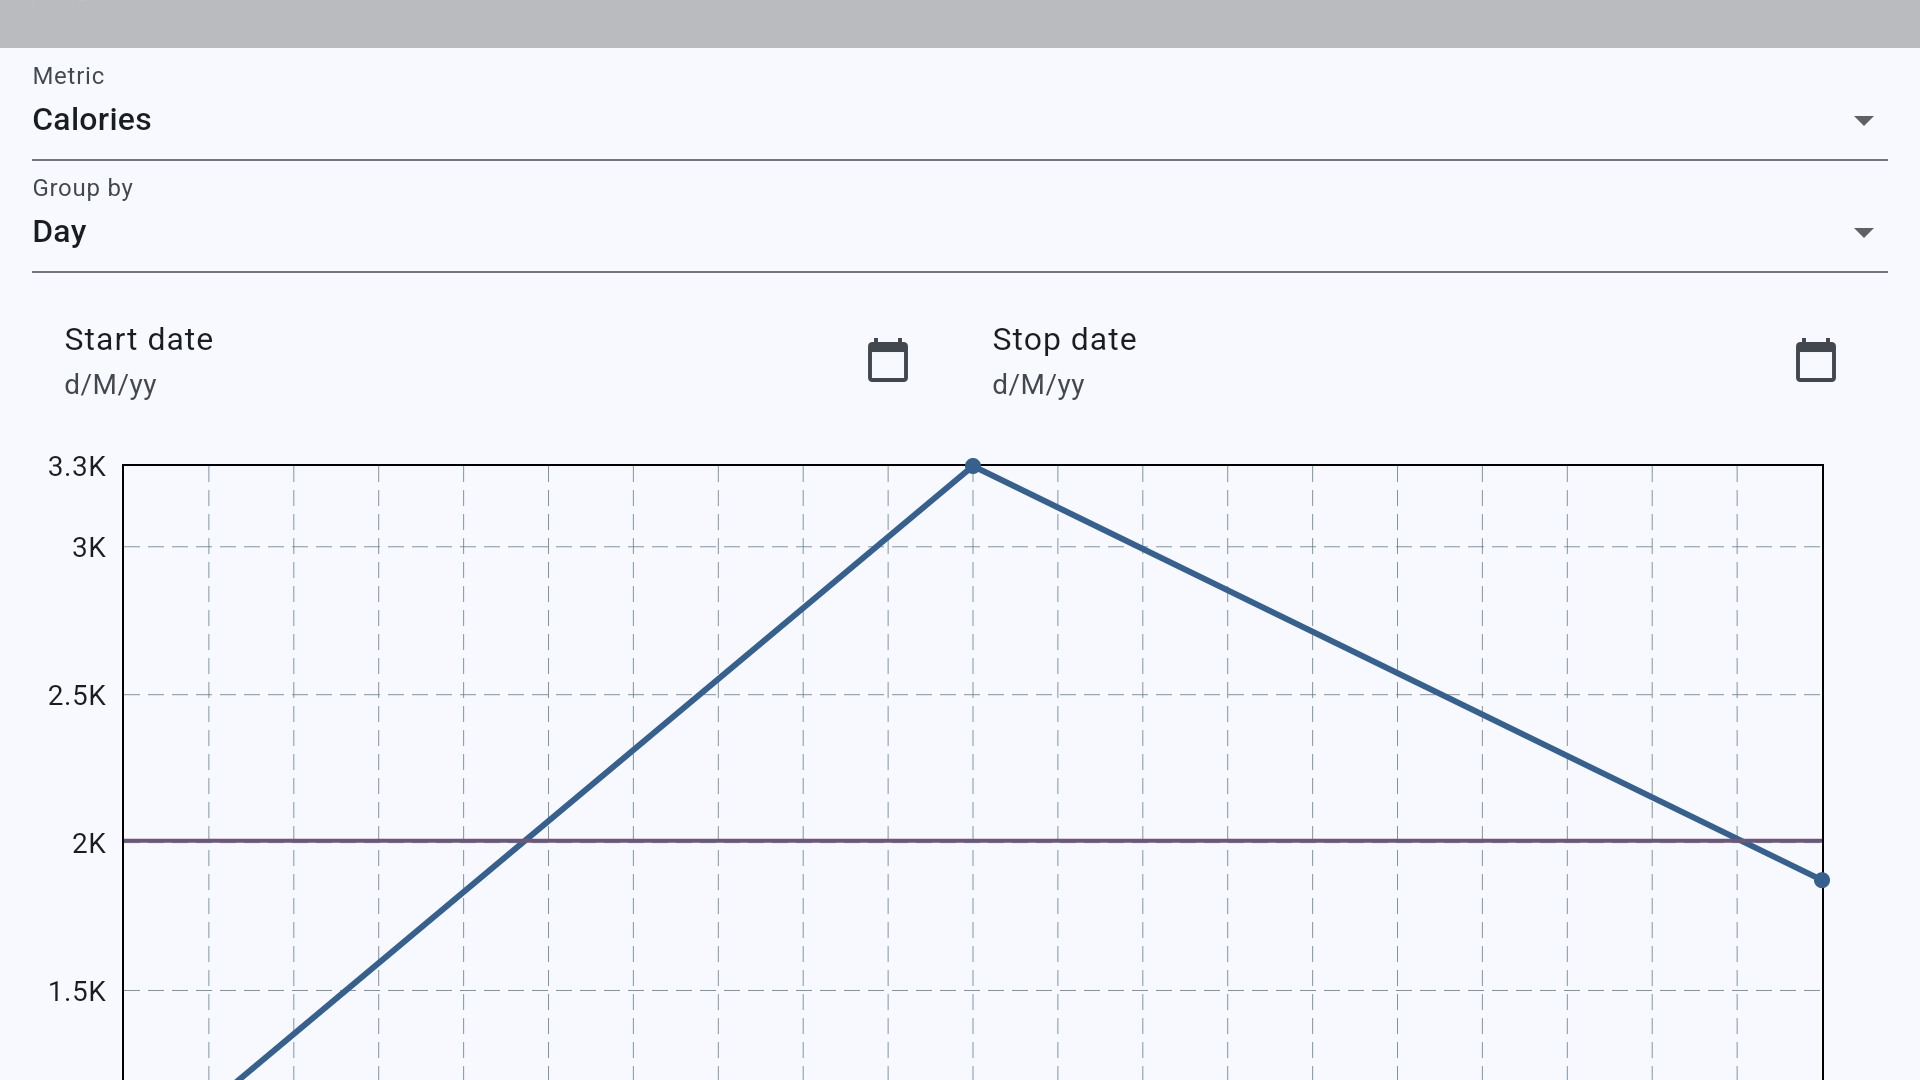 Metric
Calories
Group by
Day
Start date
d/M/yy
Stop date
d/M/yy
3.3K
3K
2.5K
2K
1.5K